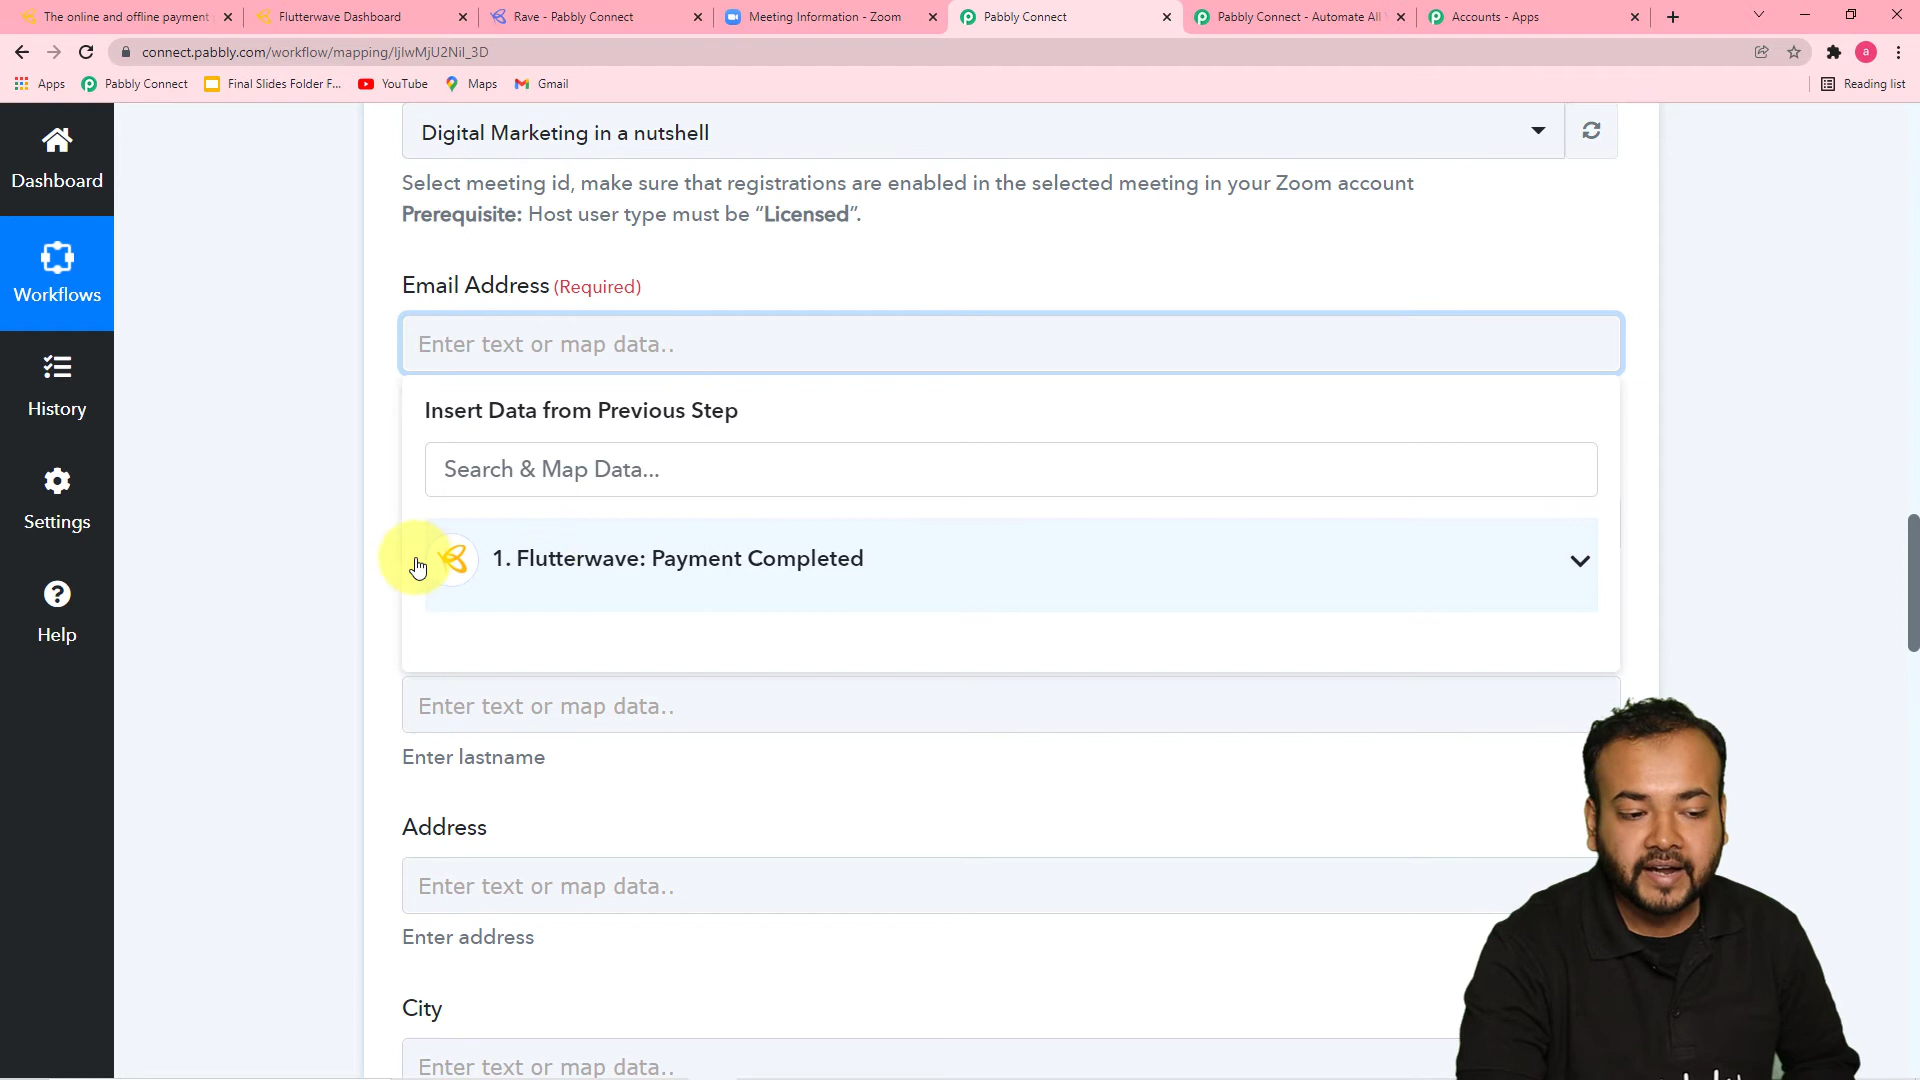 The online and offline payment
Flutterwave Dashboard
Rave - Pabbly Connect
Meeting Information - Zoom
Pabbly Connect
Pabbly Connect - Automate All
Accounts - Apps
connect.pabbly.com/workflow/mapping/IjIwMjU2NiI_3D
a
Apps
Pabbly Connect
Final Slides Folder F...
YouTube
Maps
Gmail
Reading list
Dashboard
Workflows
History
Settings
Help
Digital Marketing in a nutshell
Select meeting id, make sure that registrations are enabled in the selected meeting in your Zoom account
Prerequisite: Host user type must be “Licensed”.
Email Address (Required)
Enter text or map data..
Insert Data from Previous Step
Search & Map Data...
1. Flutterwave: Payment Completed
Enter text or map data..
Enter lastname
Address
Enter text or map data..
Enter address
City
Enter text or map data..